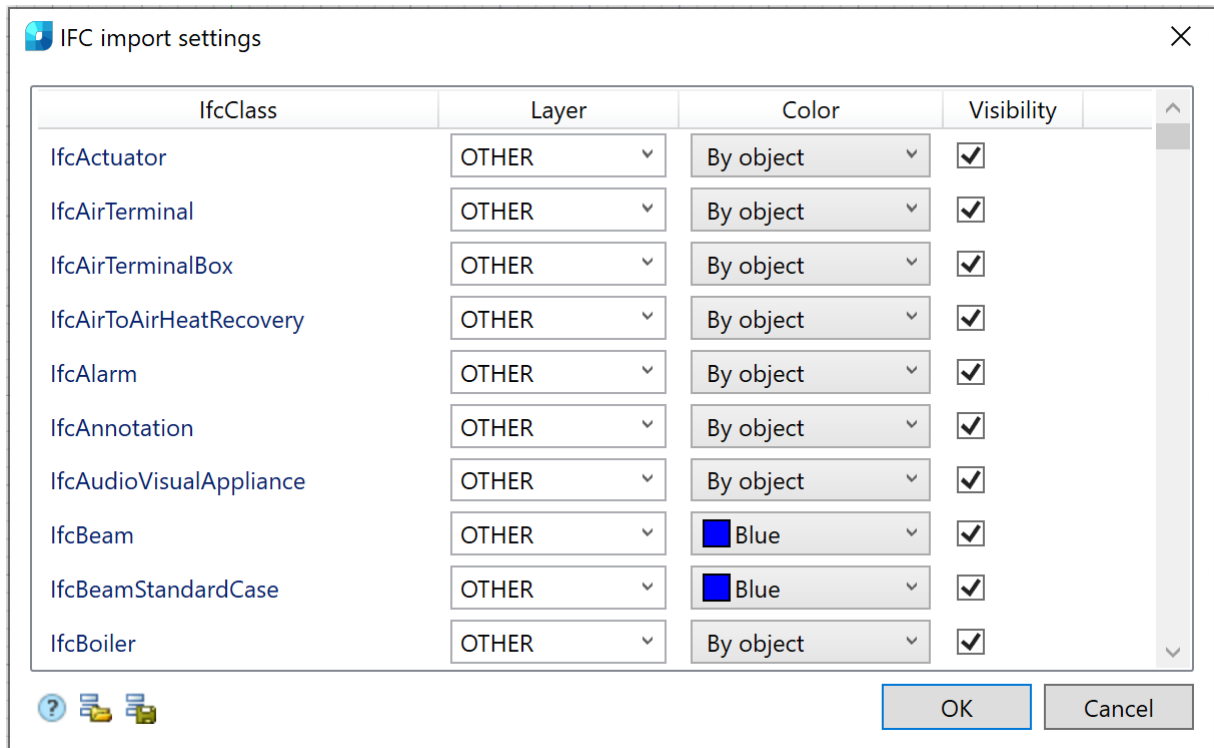 IFC import settings
IfcClass Layer Color Visibility
IfcActuator OTHER By object
IfcAirTerminal OTHER By object
IfcAirTerminalBox OTHER By object
IfcAirToAirHeatRecovery OTHER By object
IfcAlarm OTHER By object
IfcAnnotation OTHER By object
IfcAudioVisualAppliance OTHER By object
IfcBeam OTHER Blue
IfcBeamStandardCase OTHER Blue
IfcBoiler OTHER By object
? OK Cancel